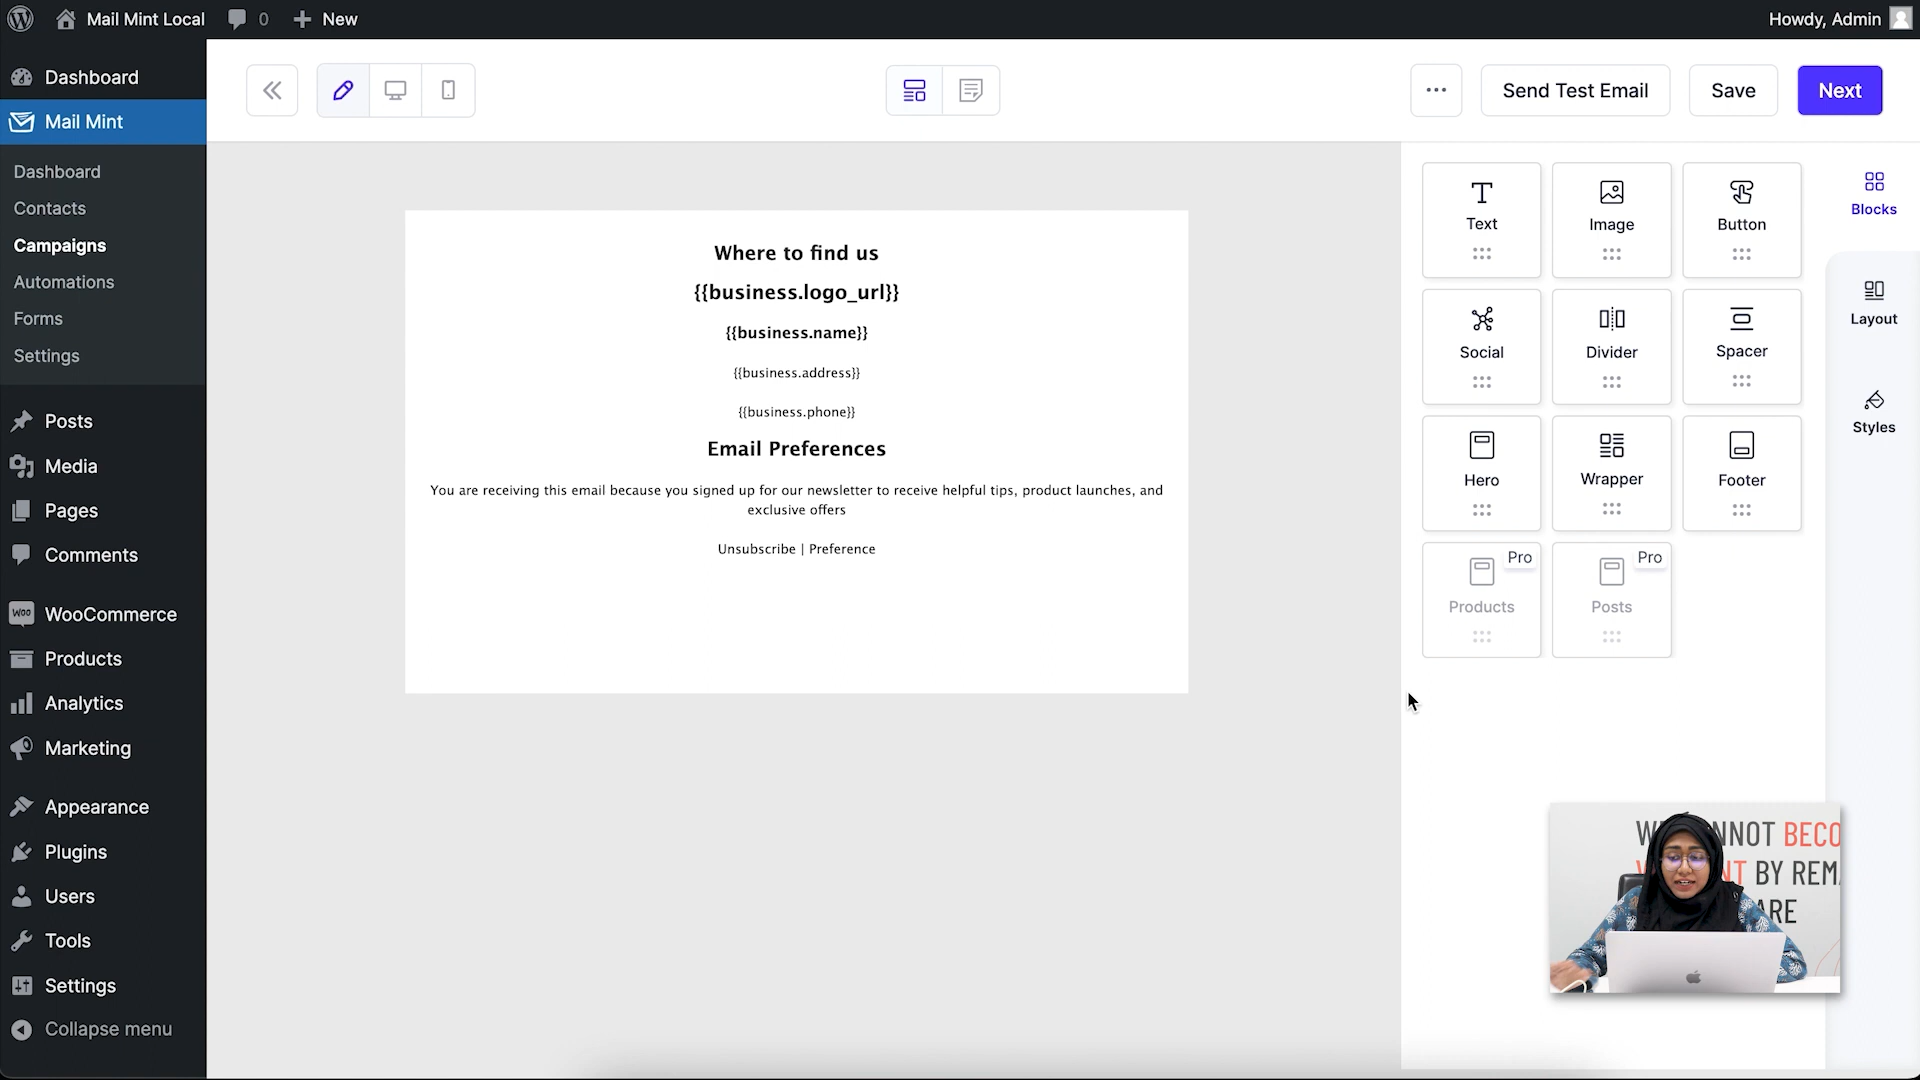 Mail Mint Local
0
New
Howdy, Admin
Dashboard
Mail Mint
Dashboard
Contacts
Campaigns
Automations
Forms
Settings
Posts
Media
Pages
Comments
WOO
WooCommerce
Products
Analytics
Marketing
Appearance
Plugins
Users
Tools
Settings
Collapse menu
Send Test Email
Save
Next
Where to find us
{{business.logo_url}}
{{business.name}}
{{business.address}}
{{business.phone}}
Email Preferences
You are receiving this email because you signed up for our newsletter to receive helpful tips, product launches, and
exclusive offers
Unsubscribe | Preference
Text
Image
Button
Social
Divider
Spacer
Hero
Wrapper
Footer
Pro
Products
Pro
Posts
Blocks
Layout
Styles
BY